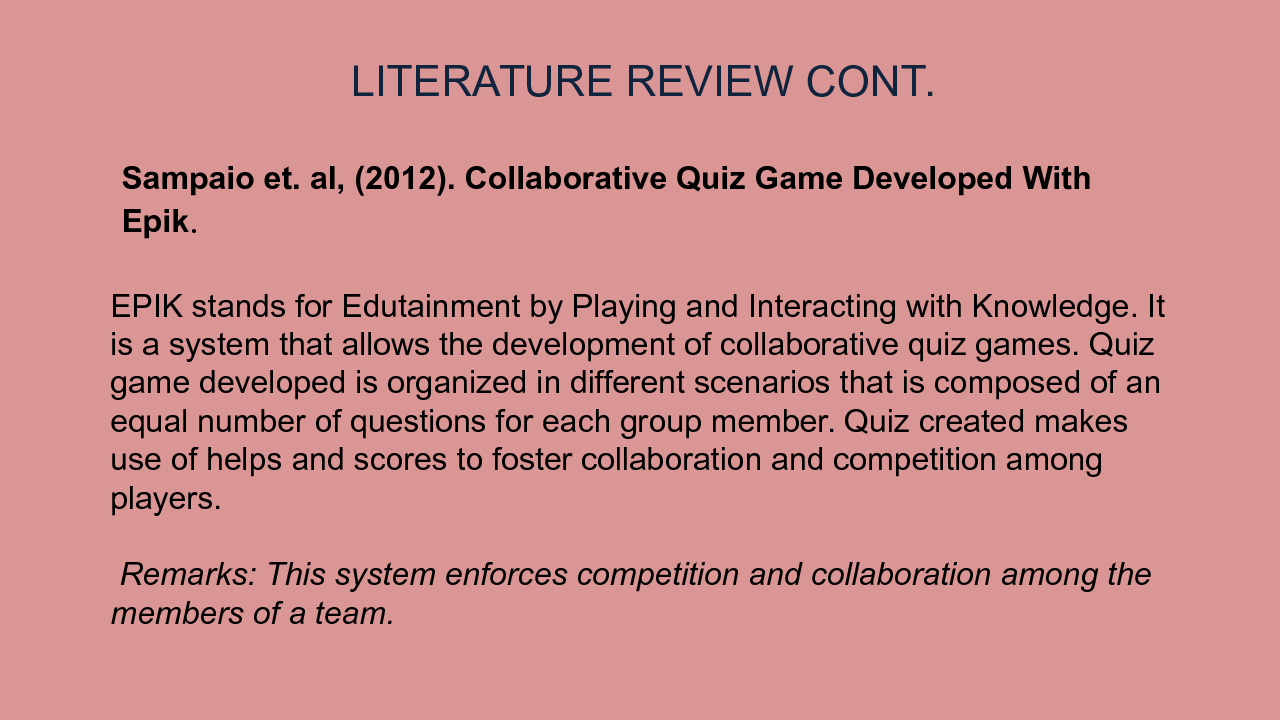 LITERATURE REVIEW CONT.
Sampaio et. al, (2012). Collaborative Quiz Game Developed With
Epik.
EPIK stands for Edutainment by Playing and Interacting with Knowledge. It
is a system that allows the development of collaborative quiz games. Quiz
game developed is organized in different scenarios that is composed of an
equal number of questions for each group member. Quiz created makes
use of helps and scores to foster collaboration and competition among
players.
Remarks: This system enforces competition and collaboration among the
members of a team.